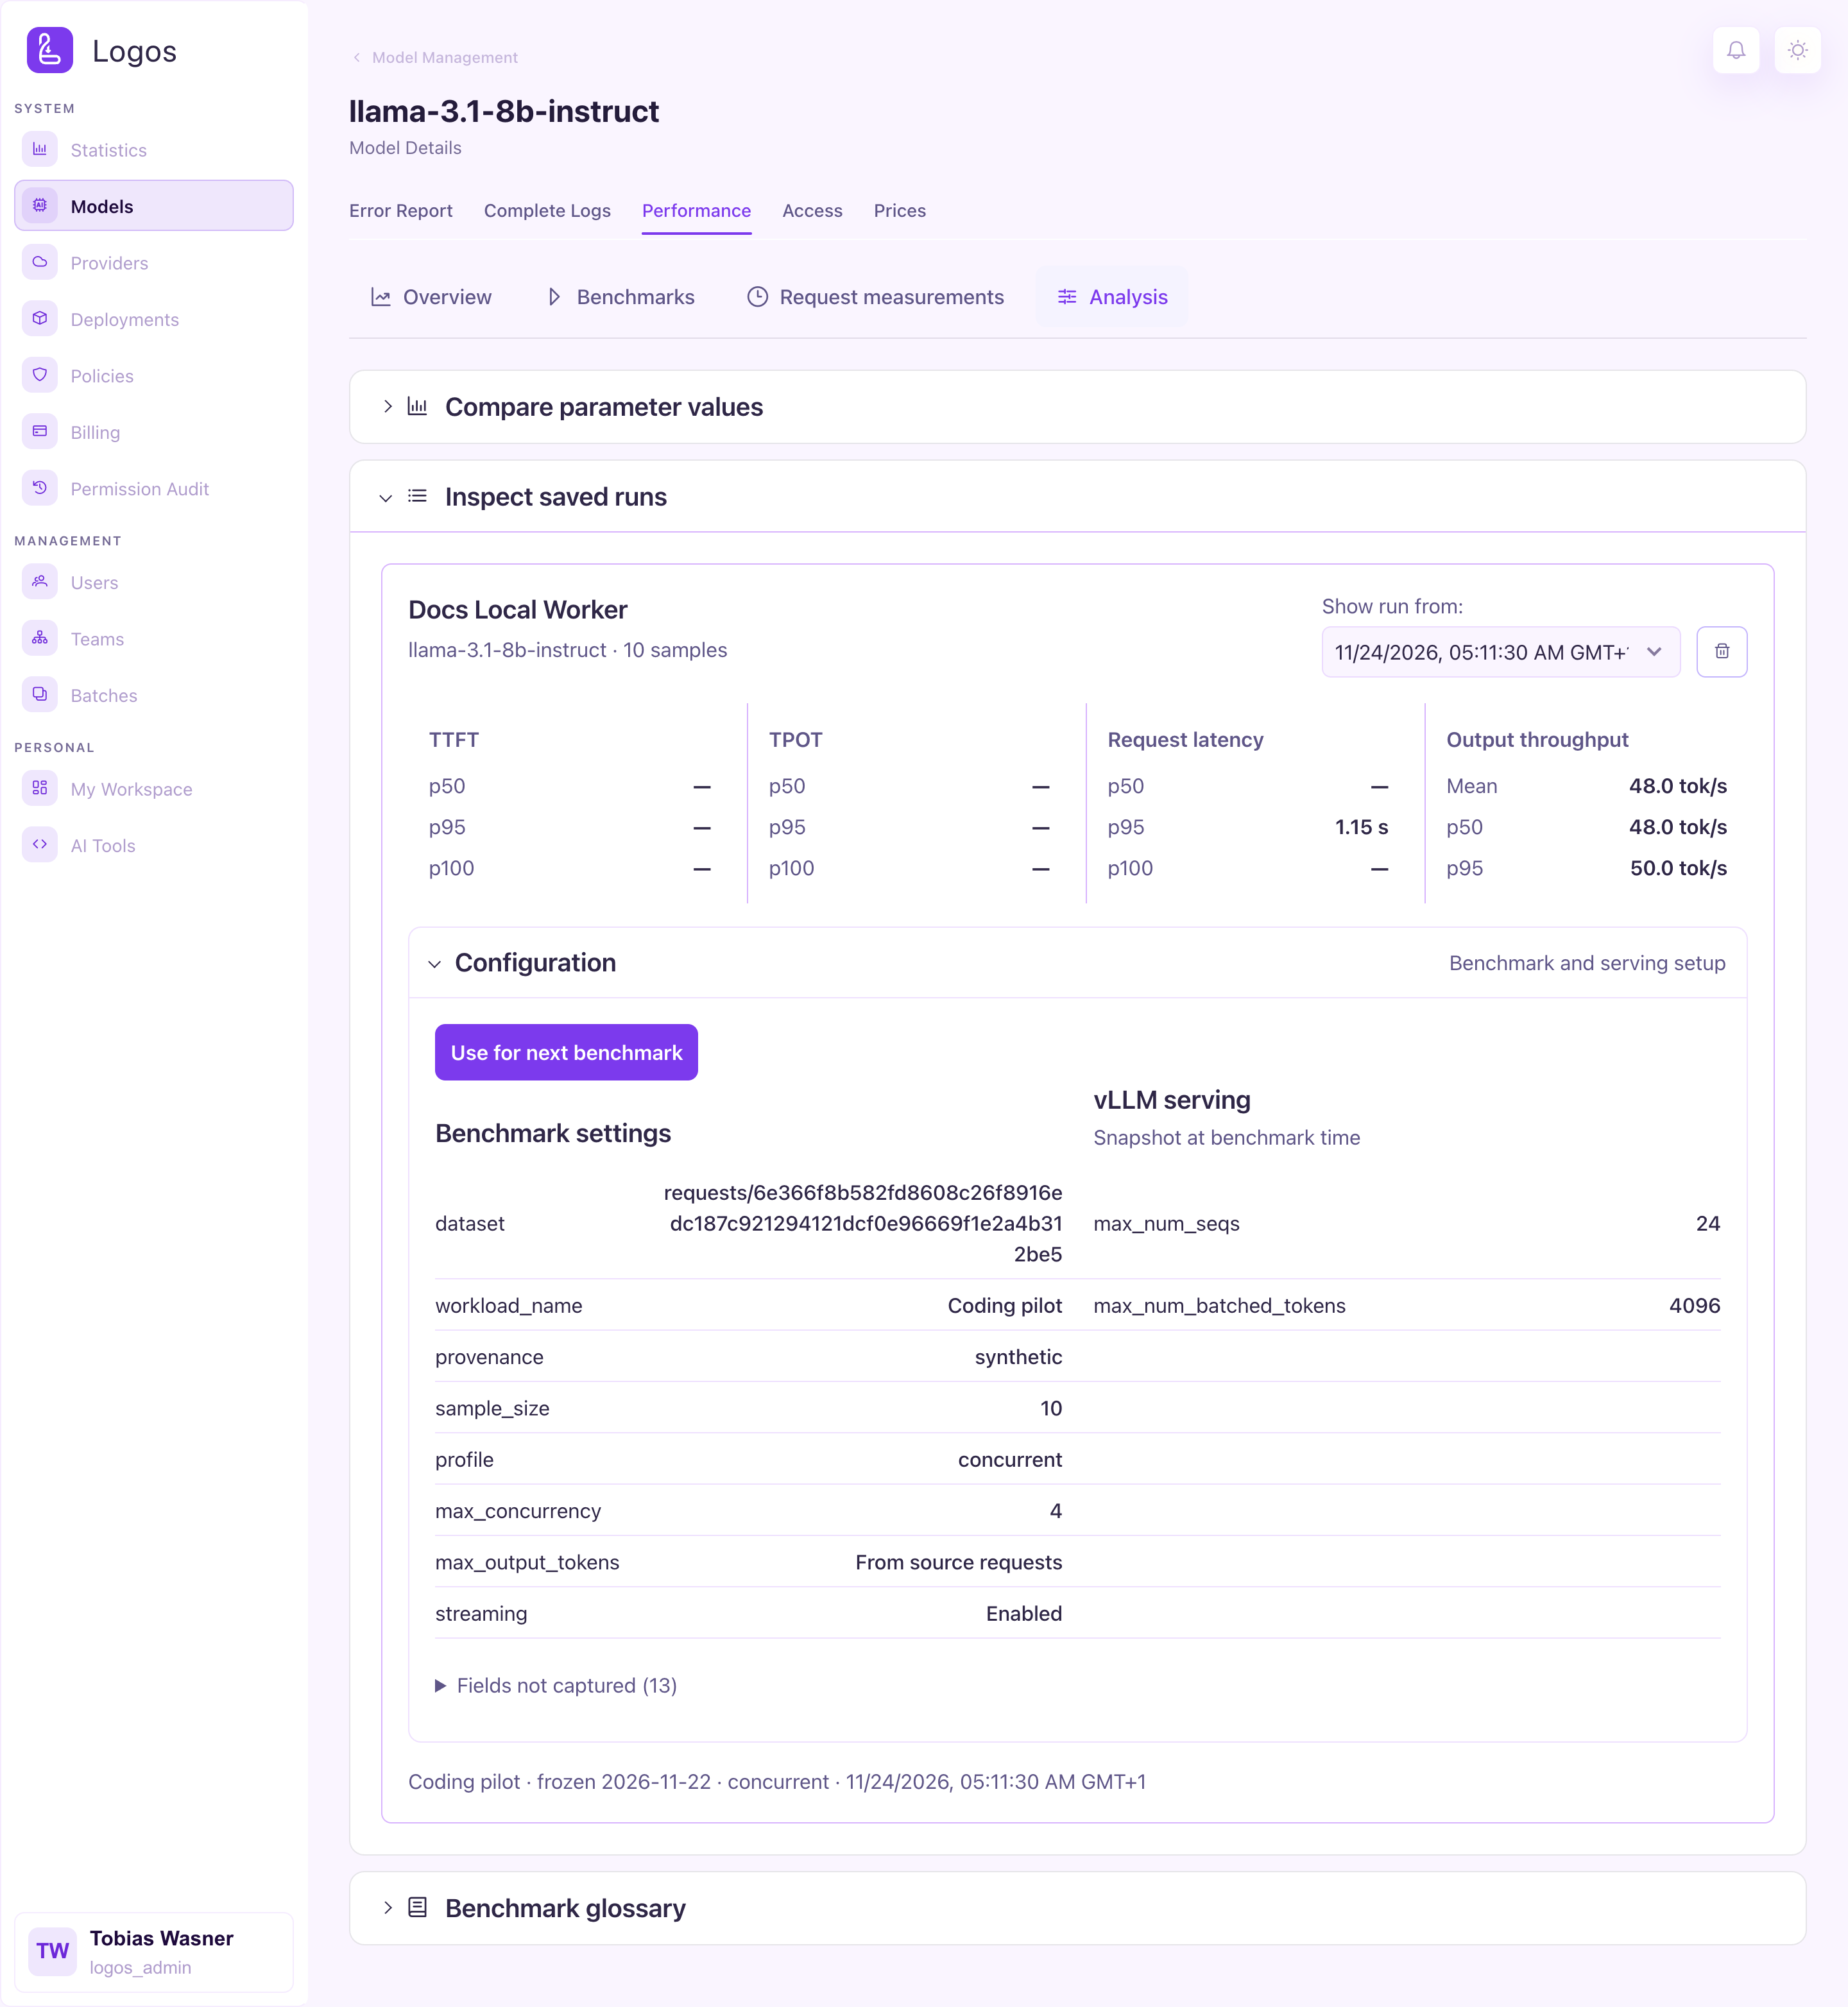 Logos
SYSTEM
Statistics
Models
Providers
Deployments
Policies
Billing
Permission Audit
MANAGEMENT
Users
Teams
Batches
PERSONAL
My Workspace
AI Tools
TW
Tobias Wasner
logos_admin
Model Management
llama-3.1-8b-instruct
Model Details
Error Report Complete Logs Performance Access Prices
Overview Benchmarks Request measurements Analysis
Compare parameter values
Inspect saved runs
Docs Local Worker
llama-3.1-8b-instruct · 10 samples
Show run from:
11/24/2026, 05:11:30 AM GMT+
TTFT
p50 —
p95 —
p100 —
TPOT
p50 —
p95 —
p100 —
Request latency
p50 —
p95 1.15 s
p100 —
Output throughput
Mean 48.0 tok/s
p50 48.0 tok/s
p95 50.0 tok/s
Configuration
Benchmark and serving setup
Use for next benchmark
Benchmark settings
dataset
requests/6e366f8b582fd8608c26f8916e
dc187c921294121dcf0e96669f1e2a4b31
2be5
workload_name Coding pilot
provenance synthetic
sample_size 10
profile concurrent
max_concurrency 4
max_output_tokens From source requests
streaming Enabled
vLLM serving
Snapshot at benchmark time
max_num_seqs 24
max_num_batched_tokens 4096
Fields not captured (13)
Coding pilot · frozen 2026-11-22 · concurrent · 11/24/2026, 05:11:30 AM GMT+1
Benchmark glossary